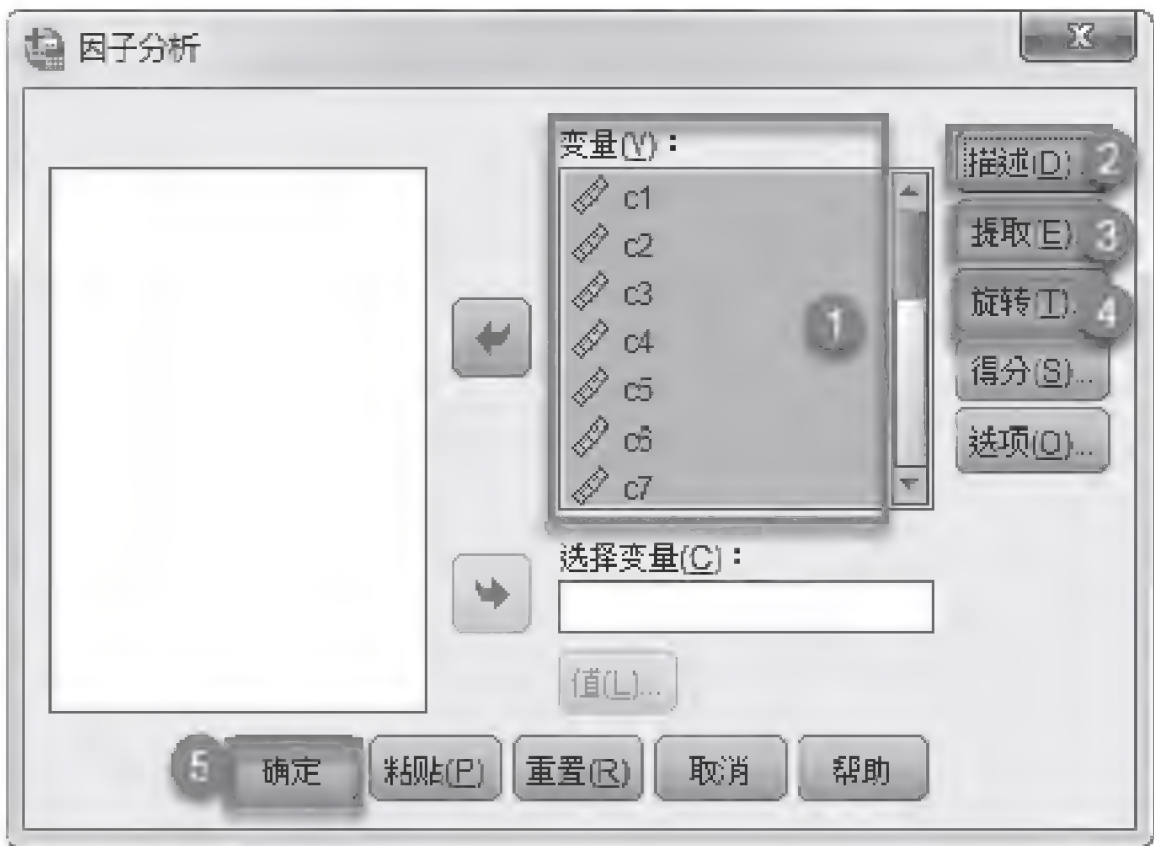 因子分析
变量(V)：
c1
c2
c3
c4
c5
c6
c7
1
描述(D). 2
提取(E). 3
旋转(T). 4
得分(S)...
选项(O)...
选择变量(C)：
值(L)...
5 确定 粘贴(P) 重置(R) 取消 帮助